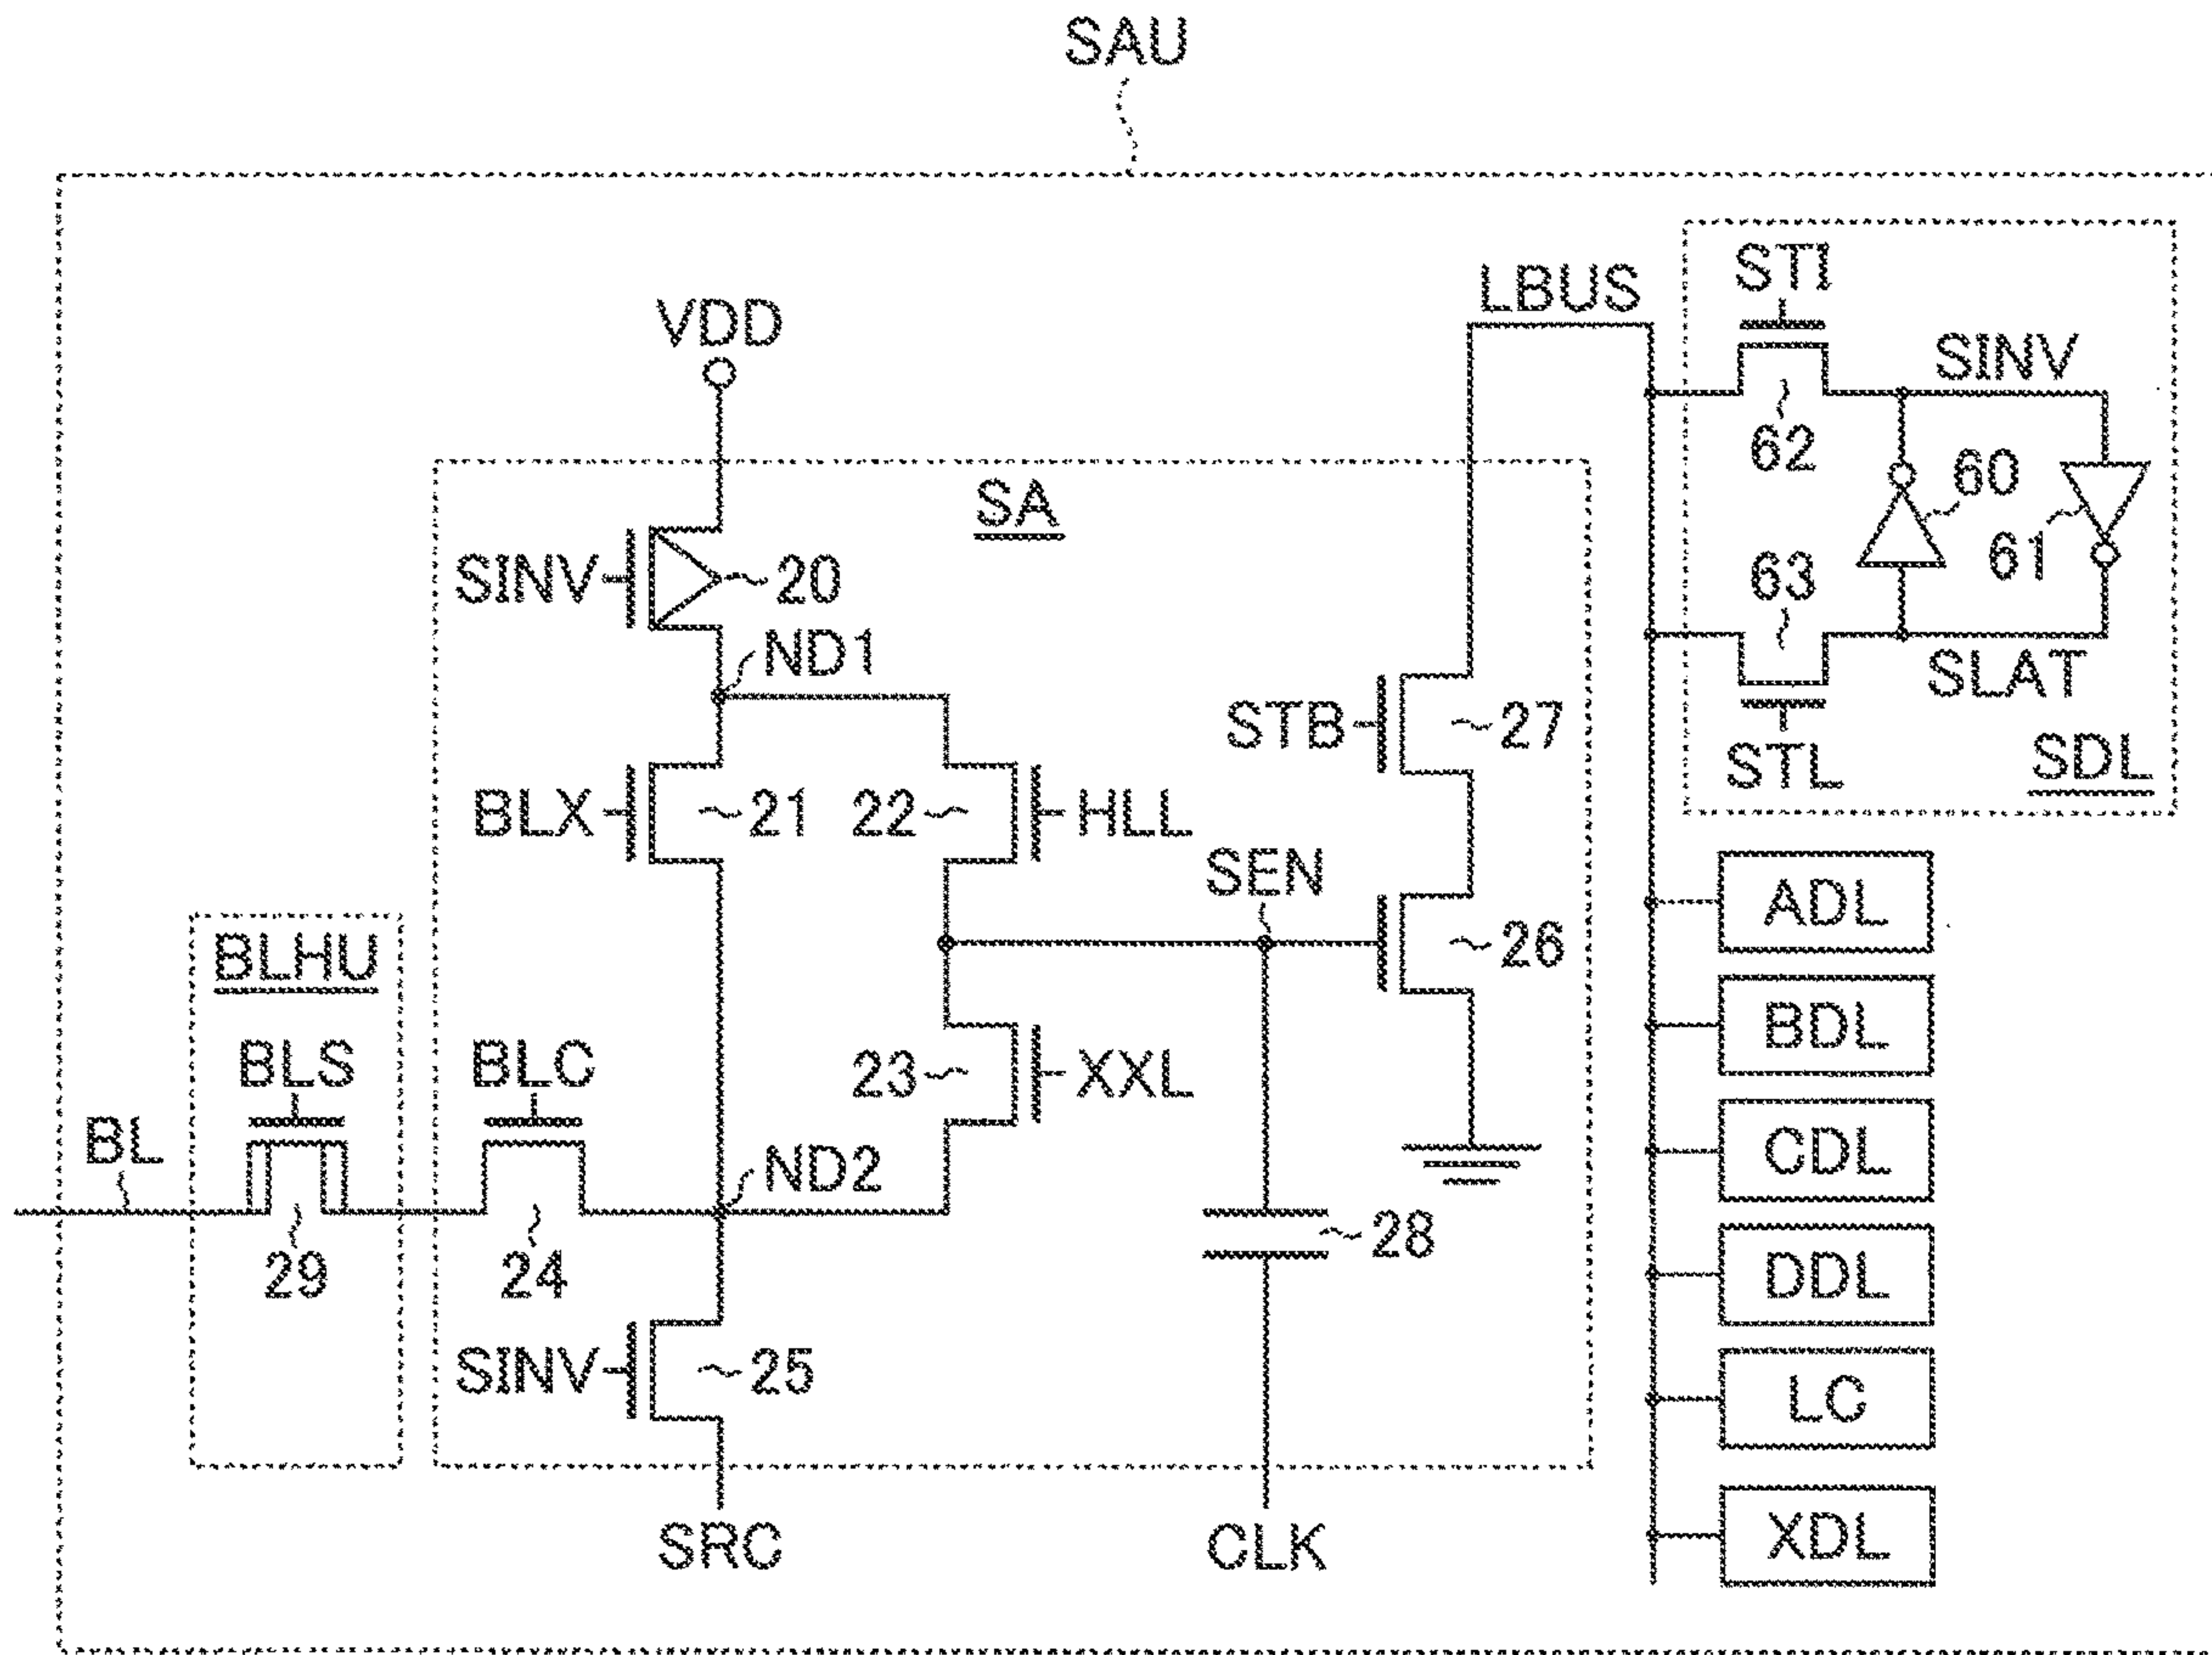 SAU
STI
LBUS
VDD
SINV
62
60
SA
SINV
20
61
63
ND1
SLAT
STB
27
STL
SDL
BLX
21
22
HLL
SEN
ADL
BLHU
26
BDL
BLS
BLC
23
XXL
BL
CDL
ND2
28
29
24
DDL
SINV
25
LC
SRC
CLK
XDL